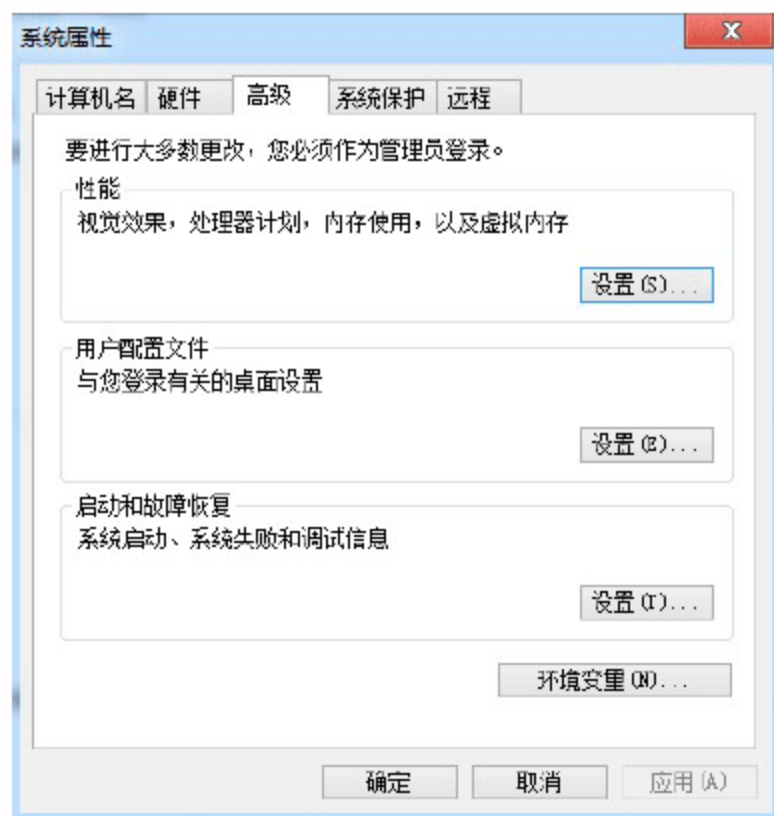 系统属性
计算机名 硬件 高级 系统保护 远程
要进行大多数更改，您必须作为管理员登录。
性能
视觉效果，处理器计划，内存使用，以及虚拟内存
设置(S)...
用户配置文件
与您登录有关的桌面设置
设置(E)...
启动和故障恢复
系统启动、系统失败和调试信息
设置(T)...
环境变量(N)...
确定 取消 应用(A)